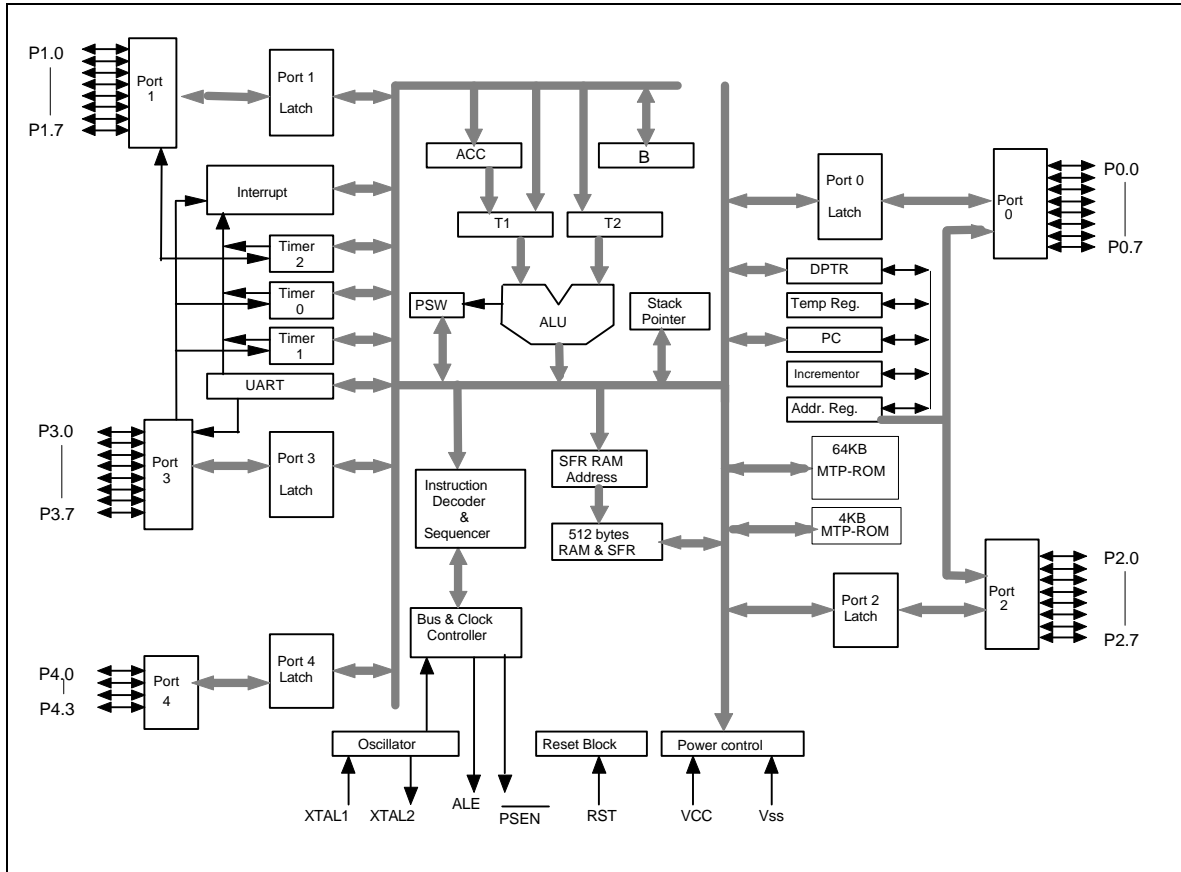 P1.0
P1.7
Port
1
Port 1
Latch
ACC
B
Interrupt
T1
T2
Timer
2
Timer
0
Timer
1
UART
PSW
ALU
Stack
Pointer
Port 0
Latch
Port
0
P0.0
P0.7
DPTR
Temp Reg.
PC
Incrementor
Addr. Reg.
P3.0
P3.7
Port
3
Port 3
Latch
Instruction
Decoder
&
Sequencer
SFR RAM
Address
512 bytes
RAM & SFR
64KB
MTP-ROM
4KB
MTP-ROM
Port 2
Latch
Port
2
P2.0
P2.7
Bus & Clock
Controller
P4.0
P4.3
Port
4
Port 4
Latch
Oscillator
Reset Block
Power control
XTAL1
XTAL2
ALE
PSEN
RST
VCC
Vss